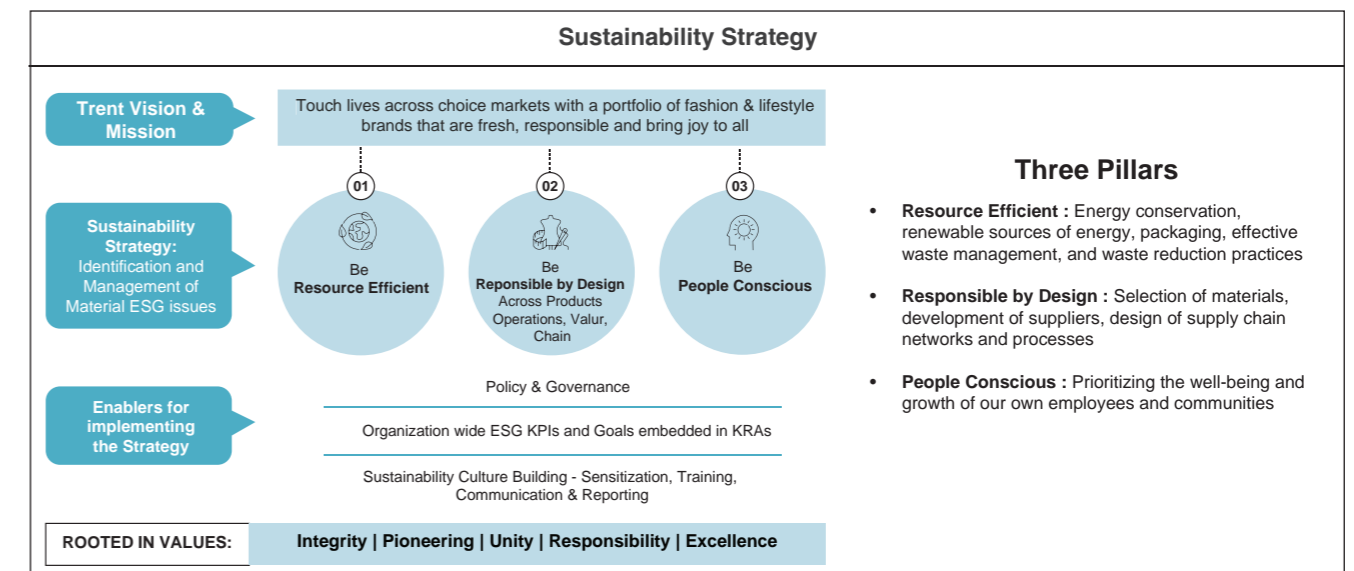 Sustainability Strategy
Trent Vision &
Mission
Touch lives across choice markets with a portfolio of fashion & lifestyle
brands that are fresh, responsible and bring joy to all
01
02
03
Sustainability
Strategy:
Identification and
Management of
Material ESG issues
Be
Resource Efficient
Be
Reponsible by Design
Across Products
Operations, Valur,
Chain
Be
People Conscious
Enablers for
implementing
the Strategy
Policy & Governance
Organization wide ESG KPIs and Goals embedded in KRAs
Sustainability Culture Building - Sensitization, Training,
Communication & Reporting
ROOTED IN VALUES:
Integrity | Pioneering | Unity | Responsibility | Excellence
Three Pillars
• Resource Efficient : Energy conservation,
renewable sources of energy, packaging, effective
waste management, and waste reduction practices
• Responsible by Design : Selection of materials,
development of suppliers, design of supply chain
networks and processes
• People Conscious : Prioritizing the well-being and
growth of our own employees and communities